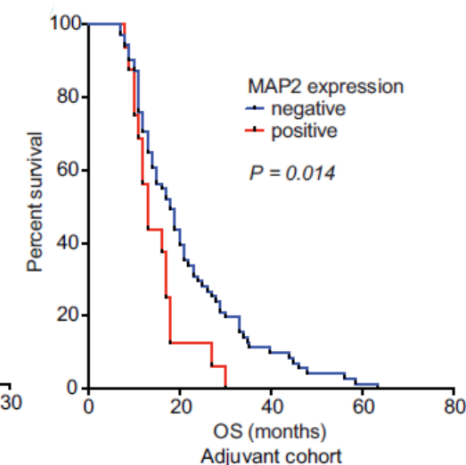 100
80
60
40
20
0
Percent survival
MAP2 expression
negative
positive
P = 0.014
30
0 20 40 60 80
OS (months)
Adjuvant cohort